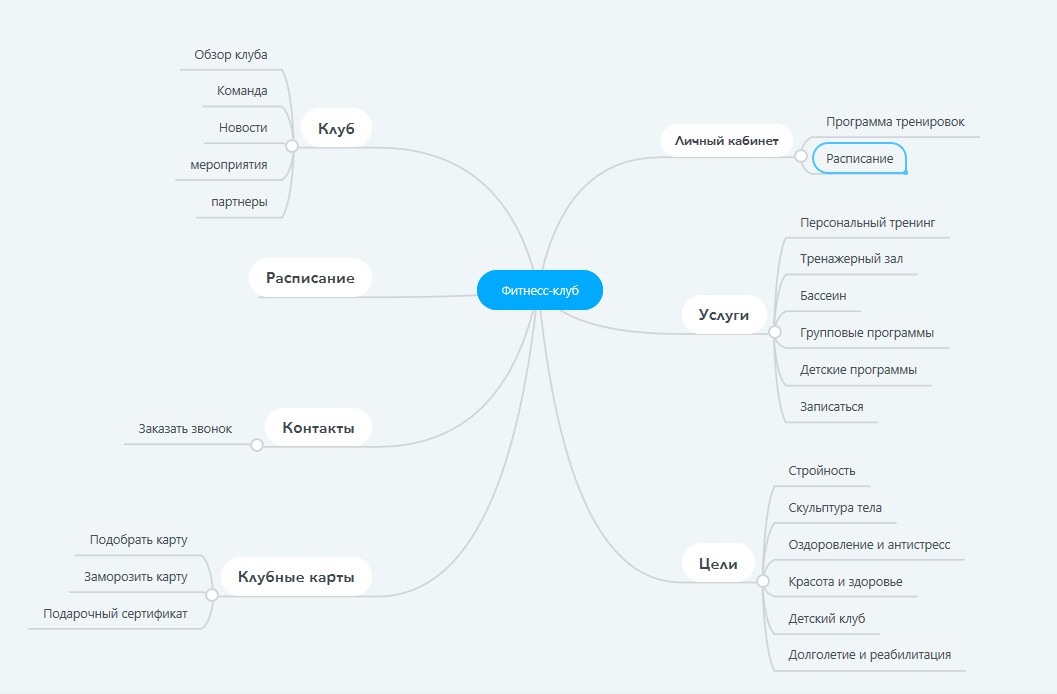 Фитнесс-клуб
Клуб
Обзор клуба
Команда
Новости
мероприятия
партнеры
Расписание
Контакты
Заказать звонок
Клубные карты
Подобрать карту
Заморозить карту
Подарочный сертификат
Личный кабинет
Программа тренировок
Расписание
Услуги
Персональный тренинг
Тренажерный зал
Бассеин
Групповые программы
Детские программы
Записаться
Цели
Стройность
Скульптура тела
Оздоровление и антистресс
Красота и здоровье
Детский клуб
Долголетие и реабилитация